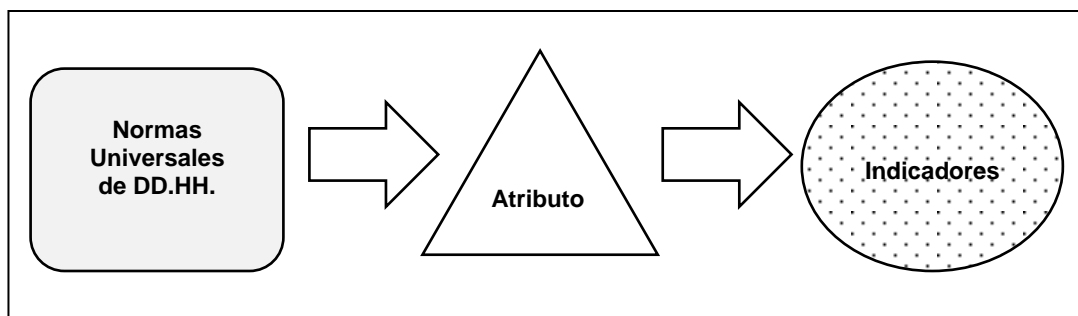 Normas
Universales
de DD.HH.
Atributo
Indicadores